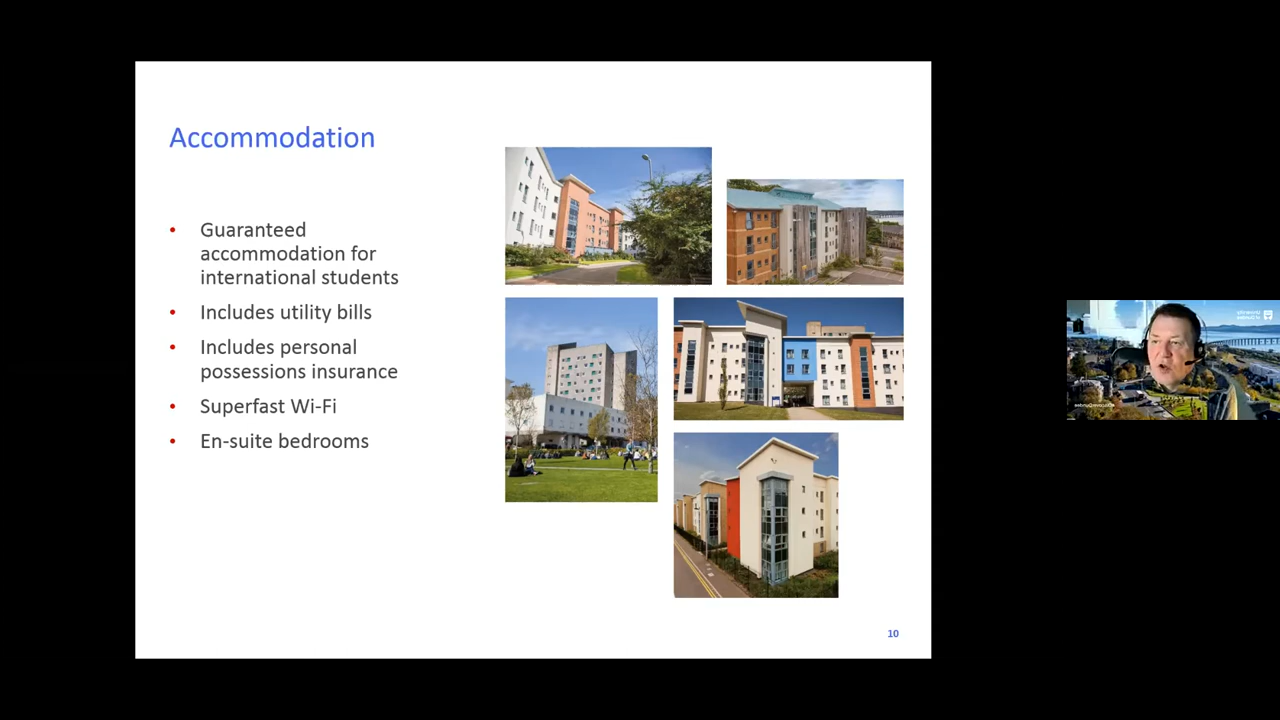 Accommodation
• Guaranteed
accommodation for
international students
• Includes utility bills
• Includes personal
possessions insurance
• Superfast Wi-Fi
• En-suite bedrooms
10